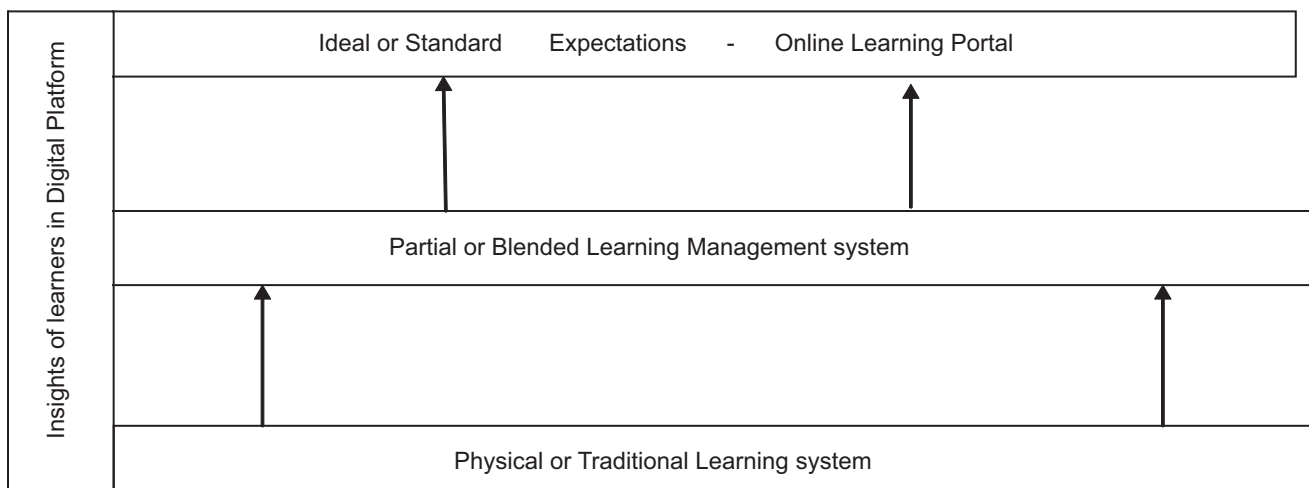 Insights of learners in Digital Platform
Ideal or Standard Expectations - Online Learning Portal
Partial or Blended Learning Management system
Physical or Traditional Learning system